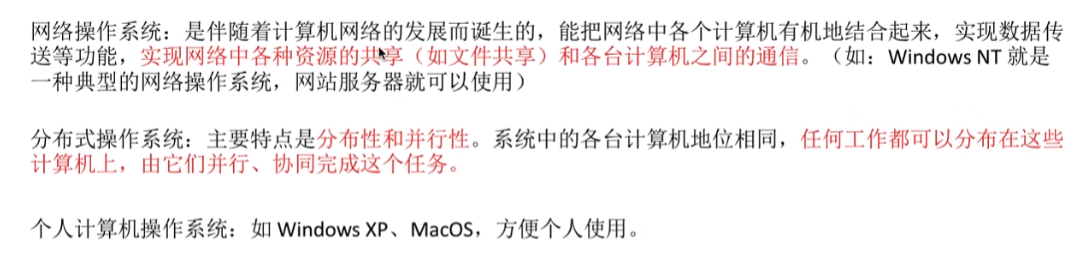 网络操作系统：是伴随着计算机网络的发展而诞生的，能把网络中各个计算机有机地结合起来，实现数据传
送等功能，实现网络中各种资源的共享（如文件共享）和各台计算机之间的通信。（如：Windows NT 就是
一种典型的网络操作系统，网站服务器就可以使用）
分布式操作系统：主要特点是分布性和并行性。系统中的各台计算机地位相同，任何工作都可以分布在这些
计算机上，由它们并行、协同完成这个任务。
个人计算机操作系统：如 Windows XP、MacOS，方便个人使用。